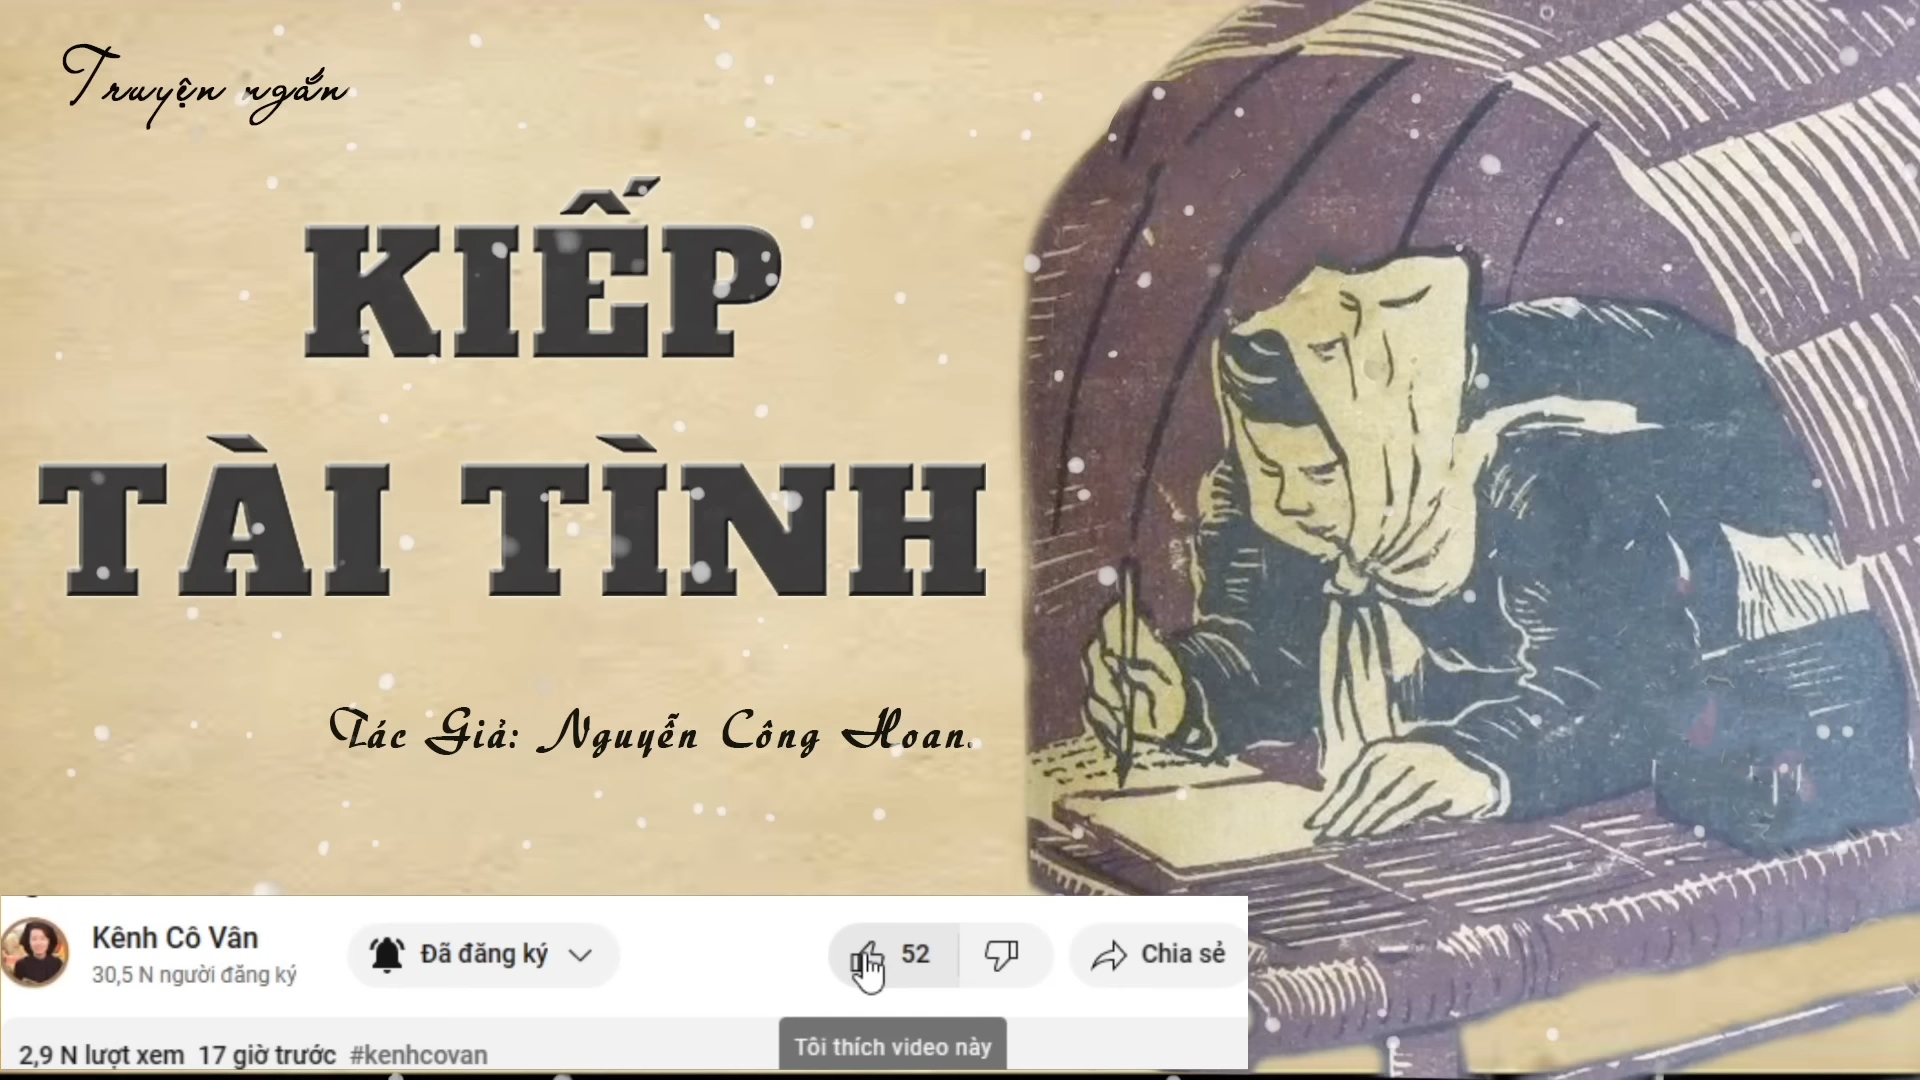 Truyện ngắn
KIẾP
TÀI TÌNH
Tác Giả: Nguyễn Công Hoan.
Kênh Cô Vân
30,5 N người đăng ký
Đã đăng ký
52
Chia sẻ
Tôi thích video này
2,9 N lượt xem 17 giờ trước #kenhcovan